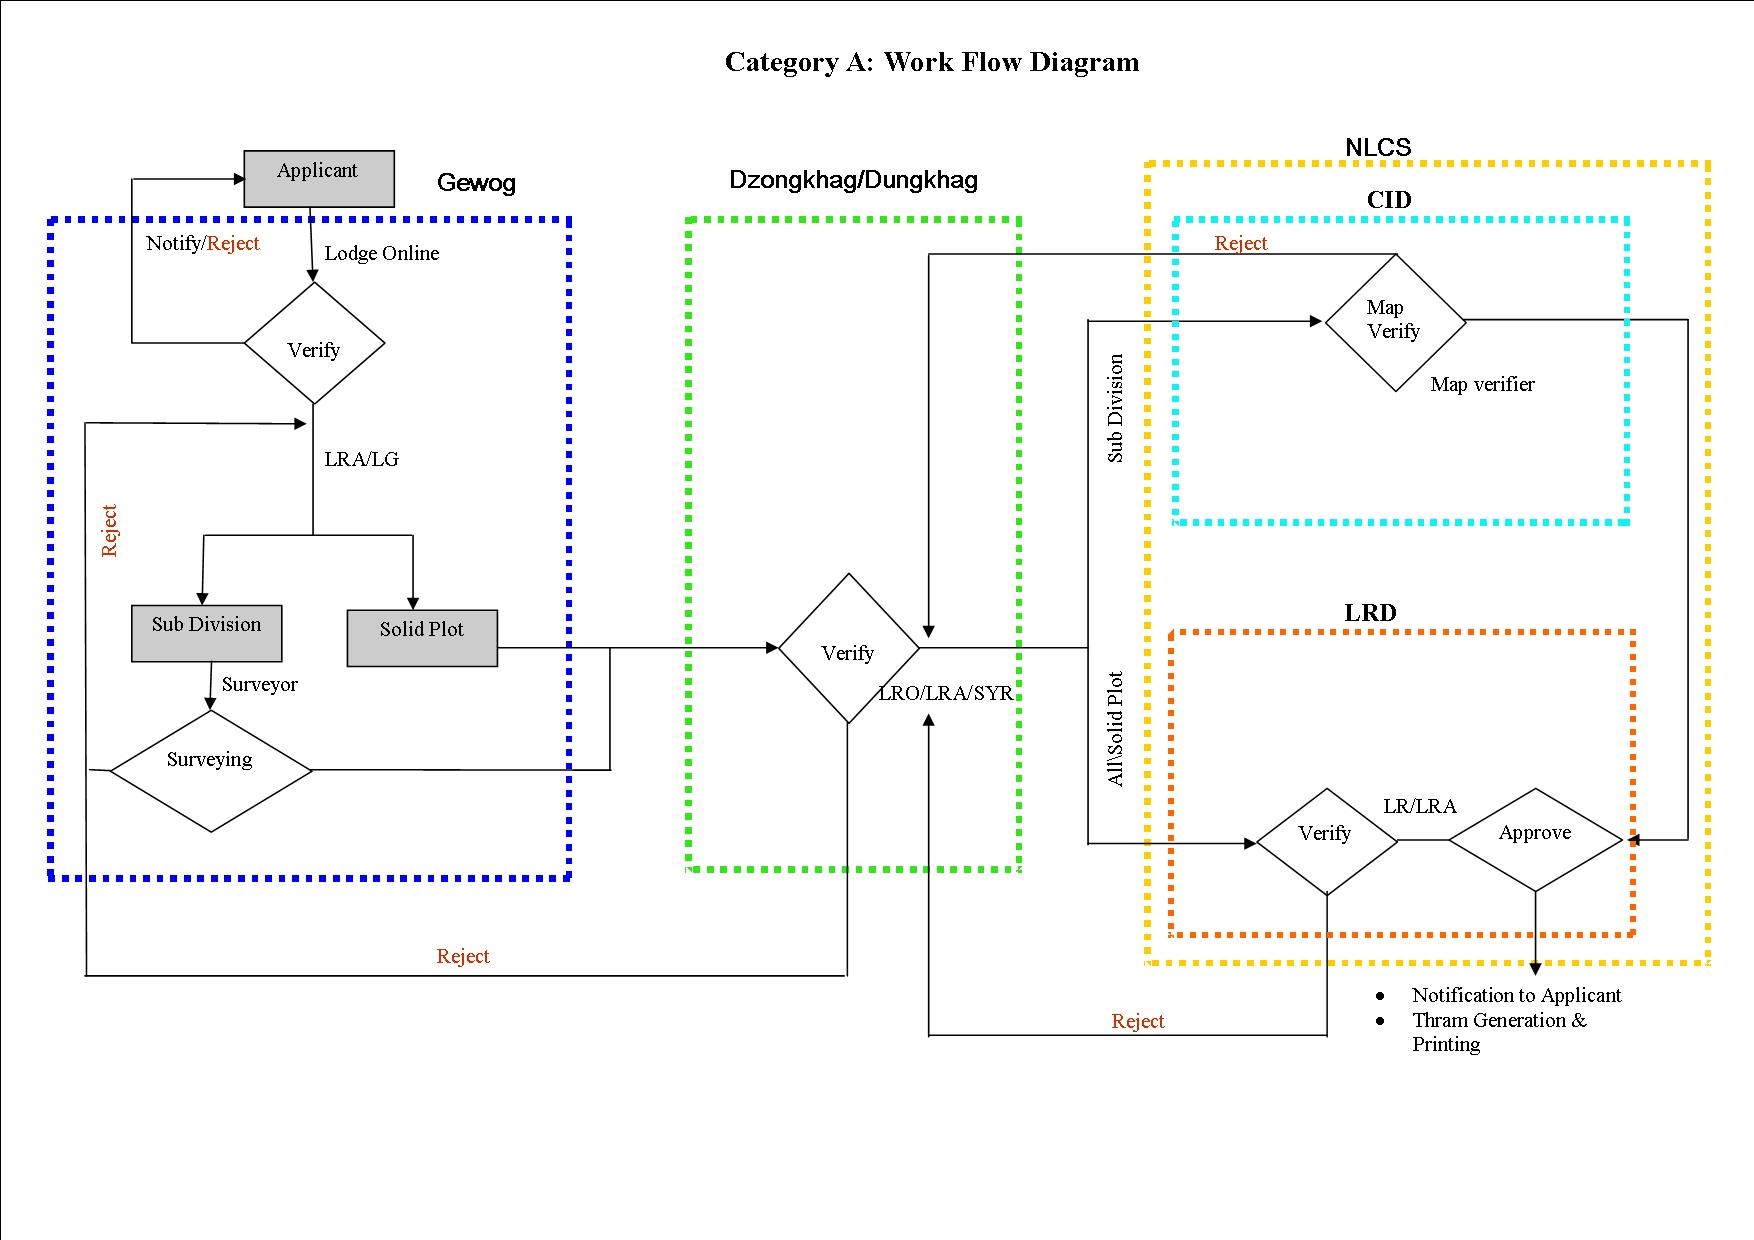 Category A: Work Flow Diagram
NLCS
Applicant
Gewog
Dzongkhag/Dungkhag
CID
Notify/Reject
Lodge Online
Reject
Map
Verify
Verify
Map verifier
Sub Division
LRA/LG
Reject
LRD
Sub Division
Solid Plot
Verify
Surveyor
LRO/LRA/SYR
All\Solid Plot
Surveying
LR/LRA
Verify
Approve
Reject
• Notification to Applicant
• Thram Generation &
Printing
Reject